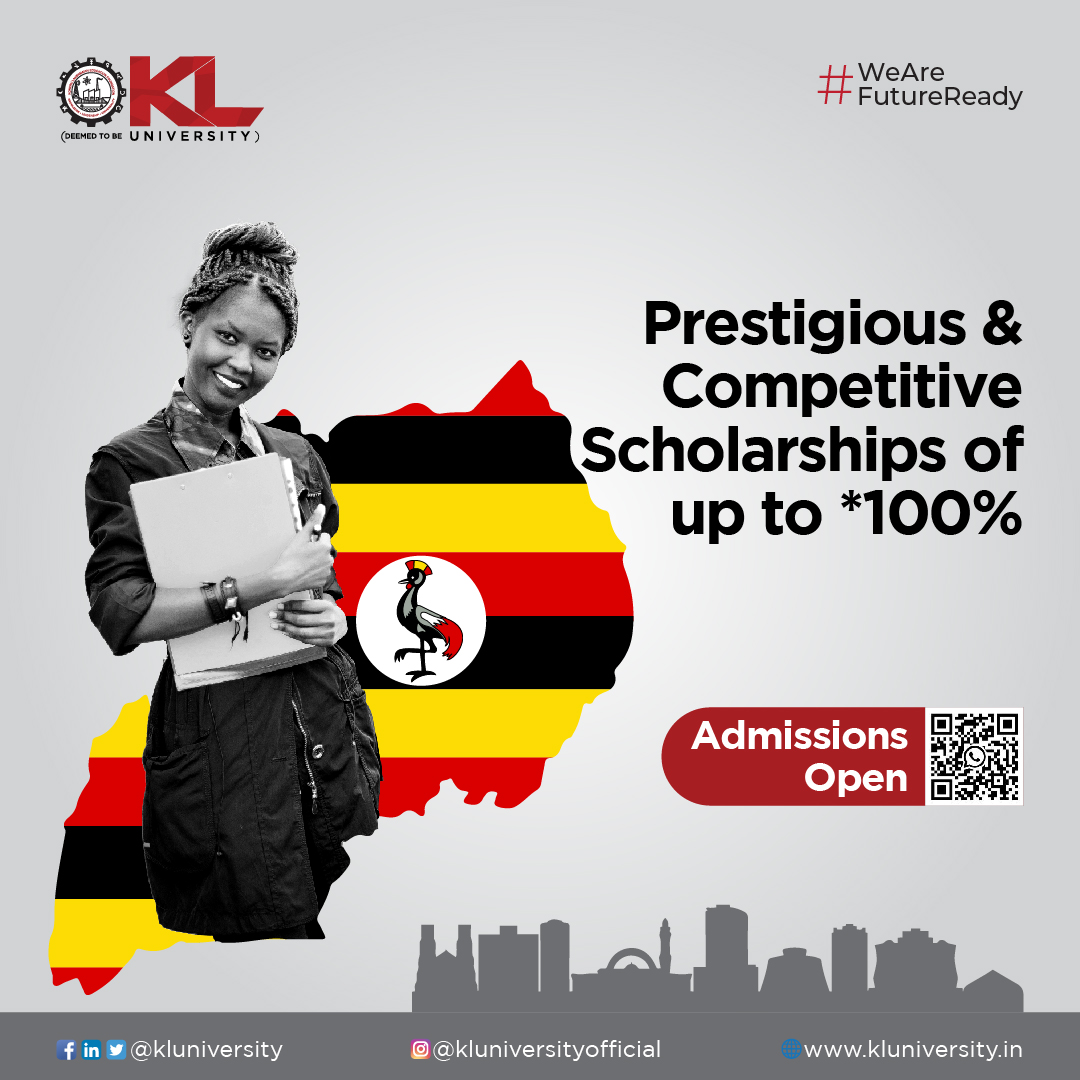 KL
(DEEMED TO BE UNIVERSITY)
#WeAre
FutureReady
Prestigious &
Competitive
Scholarships of
up to *100%
Admissions
Open
@kluniversity
@kluniversityofficial
www.kluniversity.in